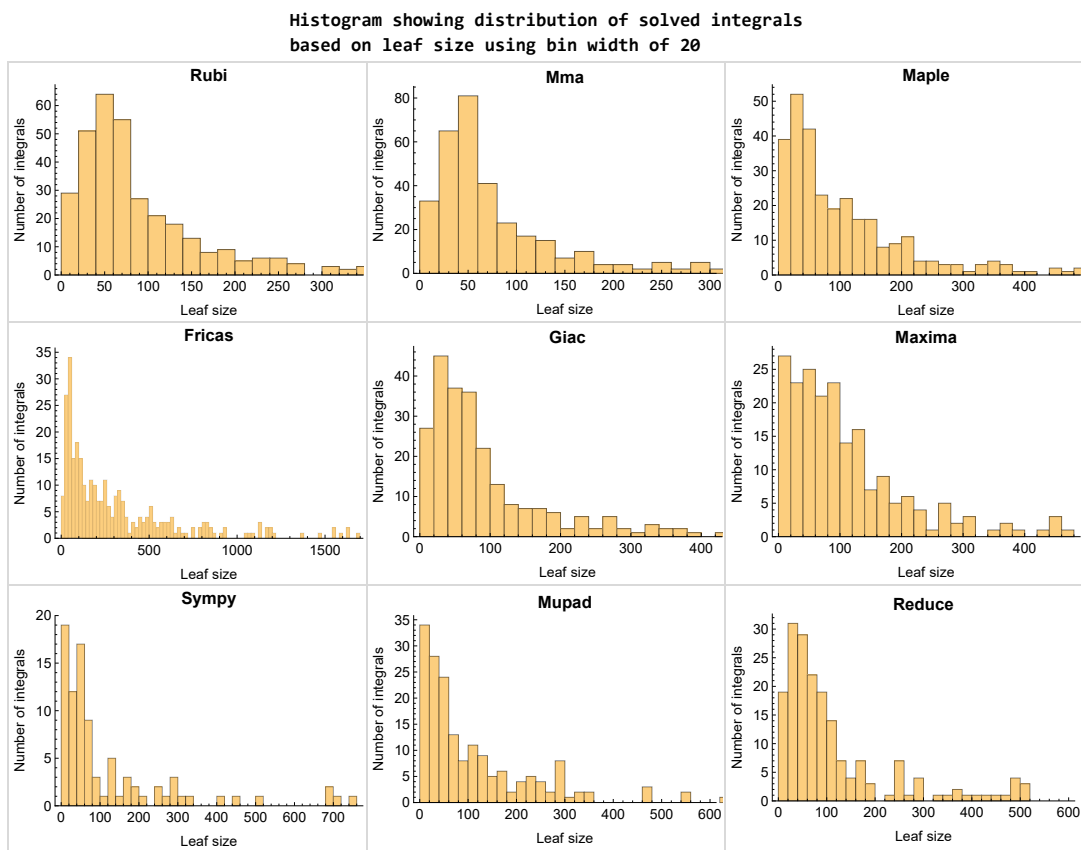 Histogram showing distribution of solved integrals
based on leaf size using bin width of 20
Rubi
Number of integrals
60
50
40
30
20
10
0
0 50 100 150 200 250 300
Leaf size
Mma
Number of integrals
80
60
40
20
0
0 50 100 150 200 250 300
Leaf size
Maple
Number of integrals
50
40
30
20
10
0
0 100 200 300 400
Leaf size
Fricas
Number of integrals
35
30
25
20
15
10
5
0
0 500 1000 1500
Leaf size
Giac
Number of integrals
40
30
20
10
0
0 100 200 300 400
Leaf size
Maxima
Number of integrals
25
20
15
10
5
0
0 100 200 300 400
Leaf size
Sympy
Number of integrals
20
15
10
5
0
0 100 200 300 400 500 600 700
Leaf size
Mupad
Number of integrals
35
30
25
20
15
10
5
0
0 100 200 300 400 500 600
Leaf size
Reduce
Number of integrals
30
25
20
15
10
5
0
0 100 200 300 400 500 600
Leaf size